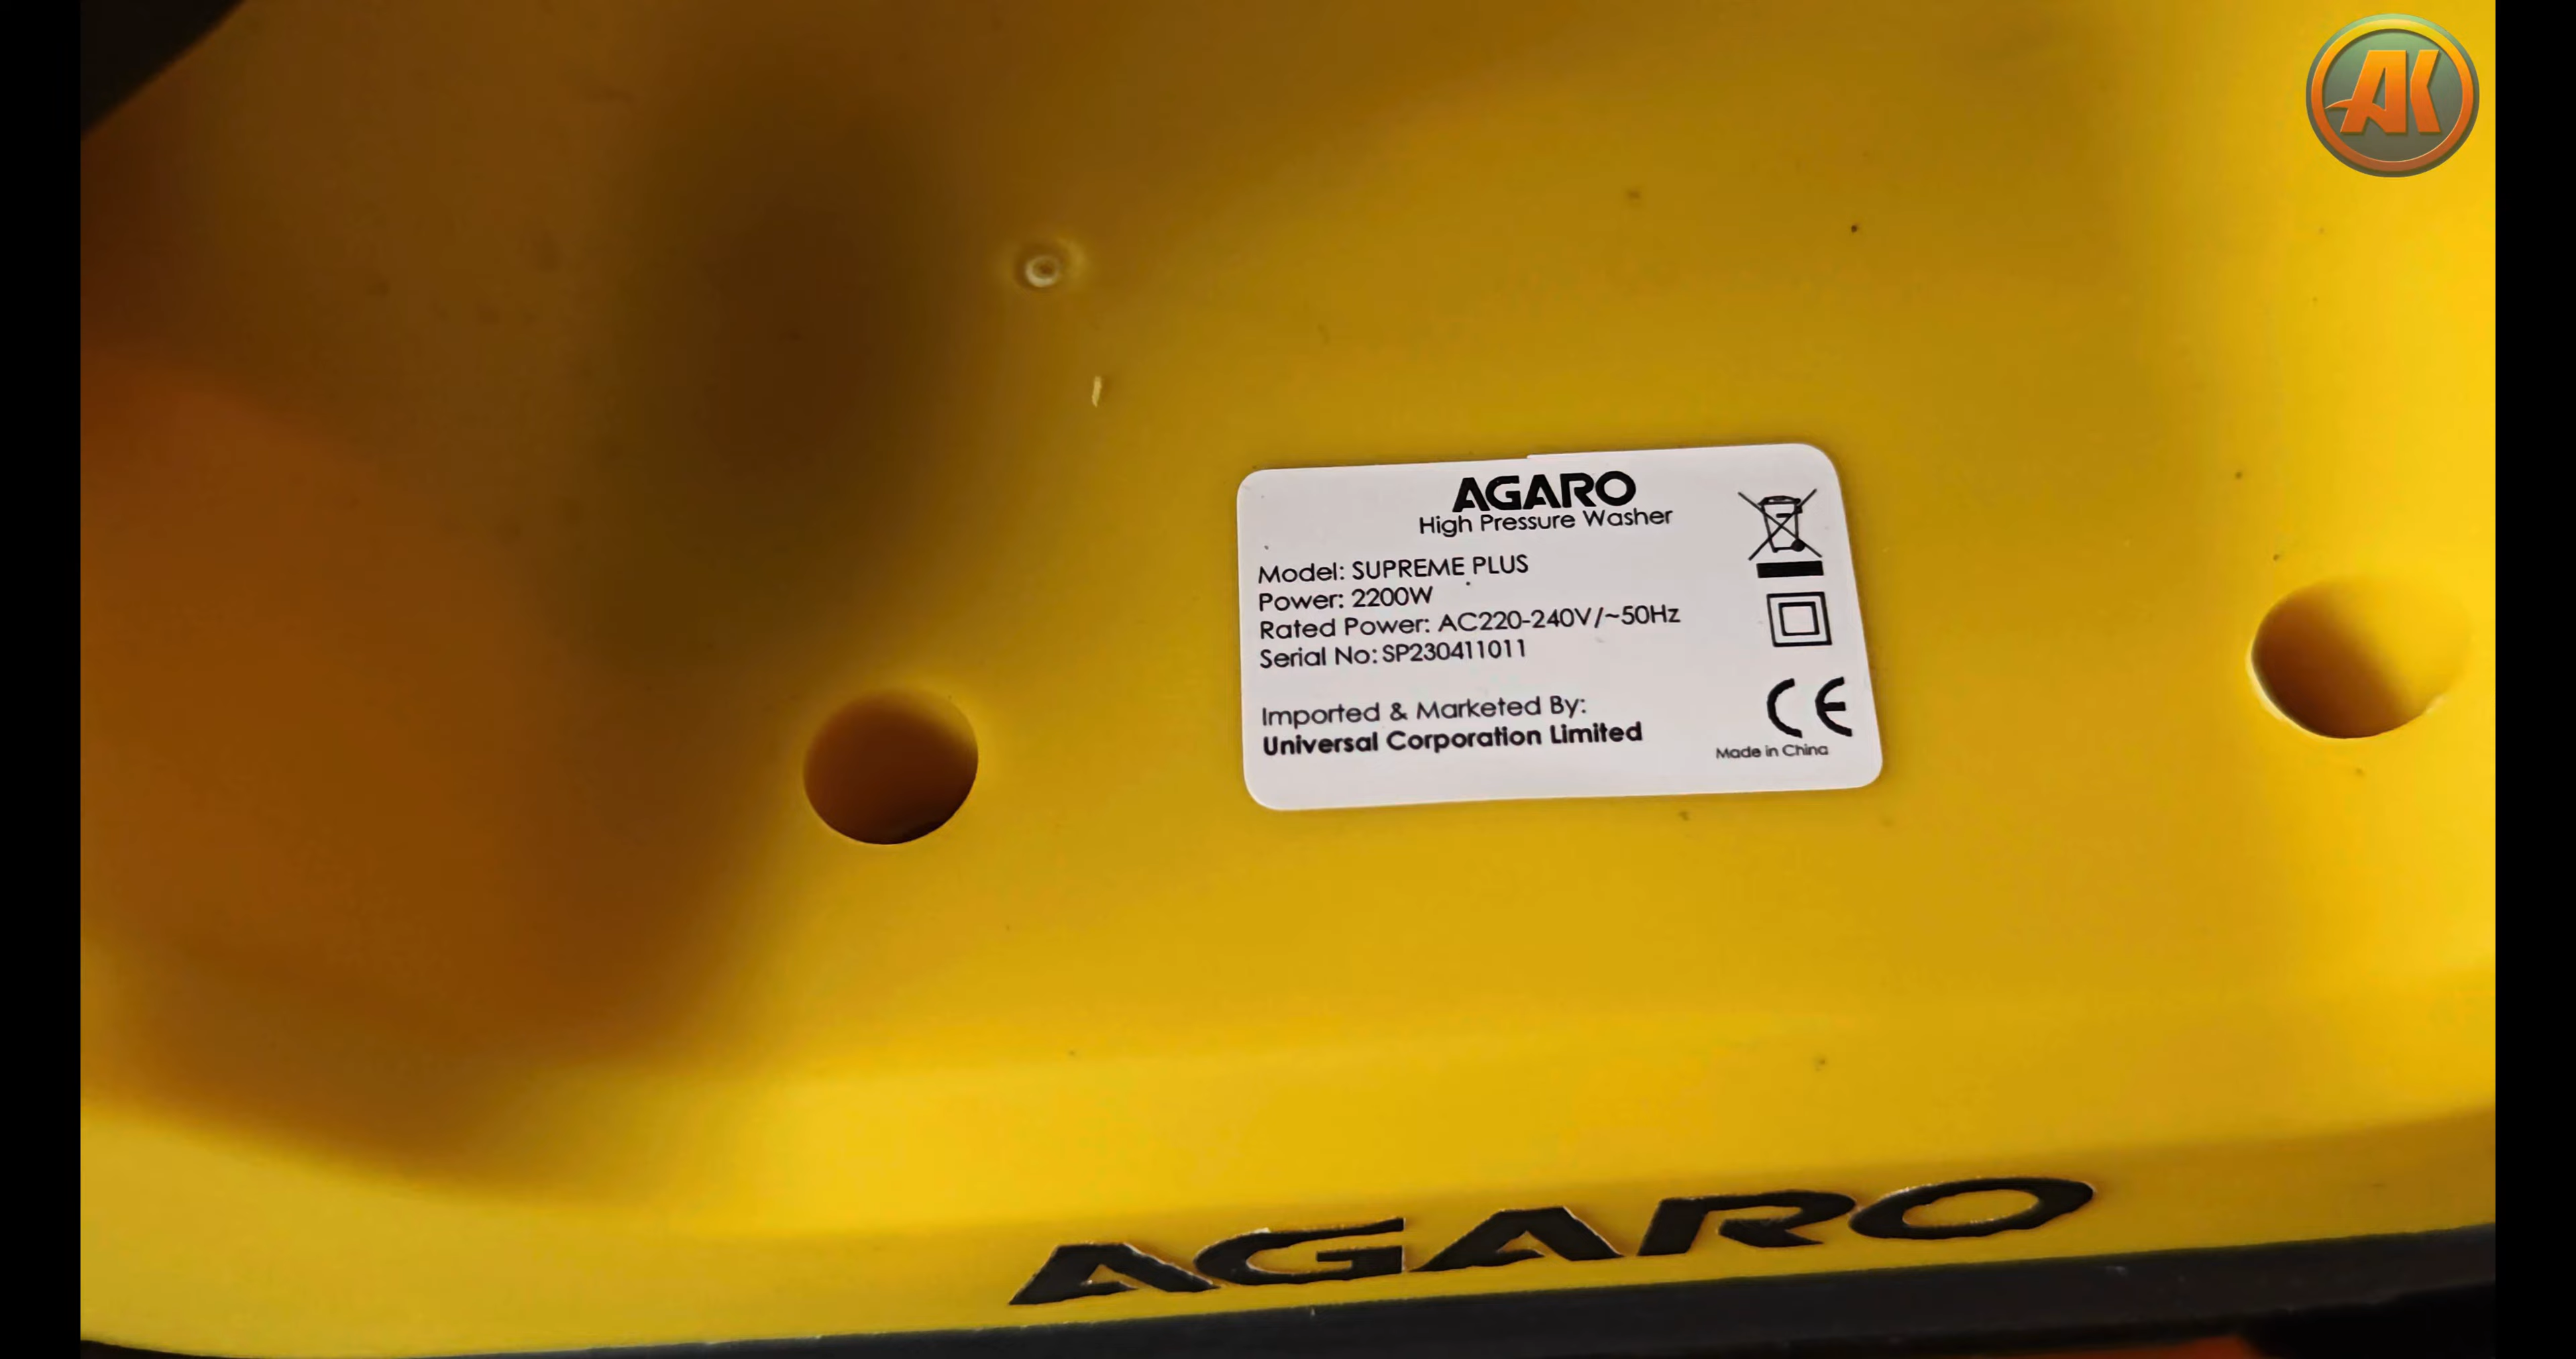 AK
AGARO
High Pressure Washer
Model: SUPREME PLUS
Power: 2200W
Rated Power: AC220-240V/~50Hz
Serial No: SP230411011
Imported & Marketed By:
Universal Corporation Limited
CE
Made in China
AGARO